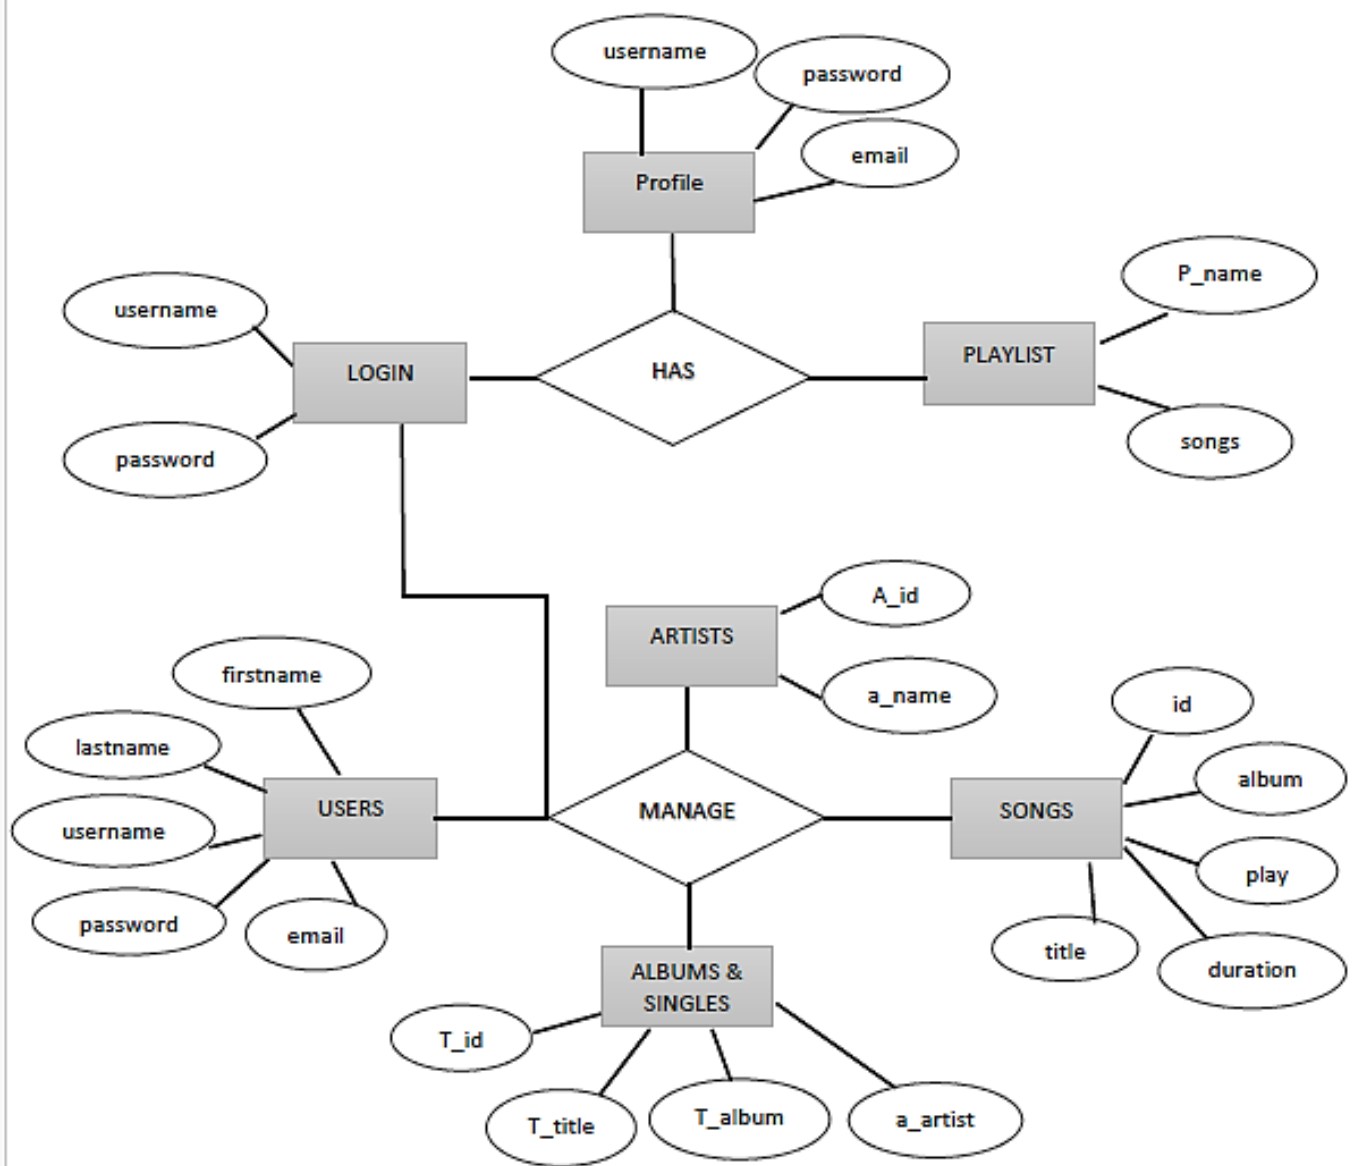 username
password
email
Profile
P_name
username
PLAYLIST
LOGIN
HAS
songs
password
A_id
ARTISTS
firstname
a_name
id
lastname
album
USERS
MANAGE
SONGS
username
play
password
email
title
duration
ALBUMS &
SINGLES
T_id
T_title
T_album
a_artist